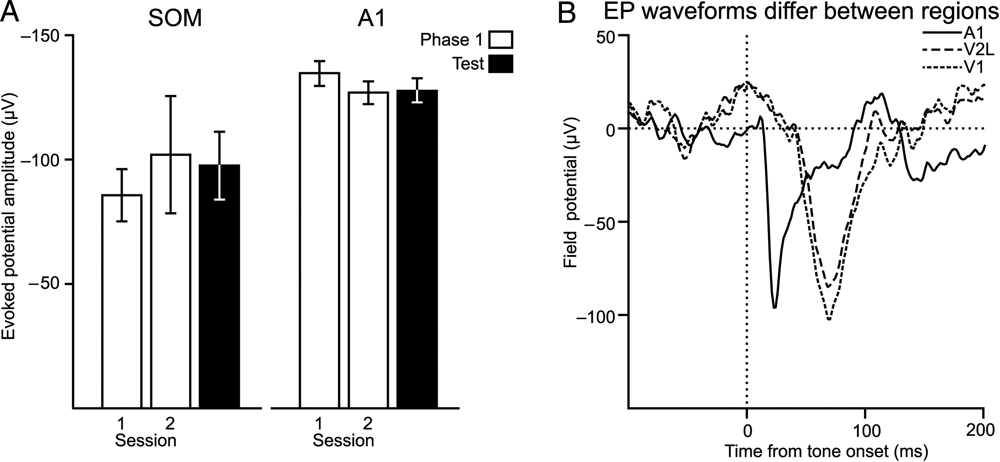 A
SOM
A1
Phase 1
Test
–150
–100
–50
Evoked potential amplitude (µV)
1 2
Session
1 2
Session
B
EP waveforms differ between regions
A1
V2L
V1
50
0
–50
–100
Field potential (µV)
0 100 200
Time from tone onset (ms)